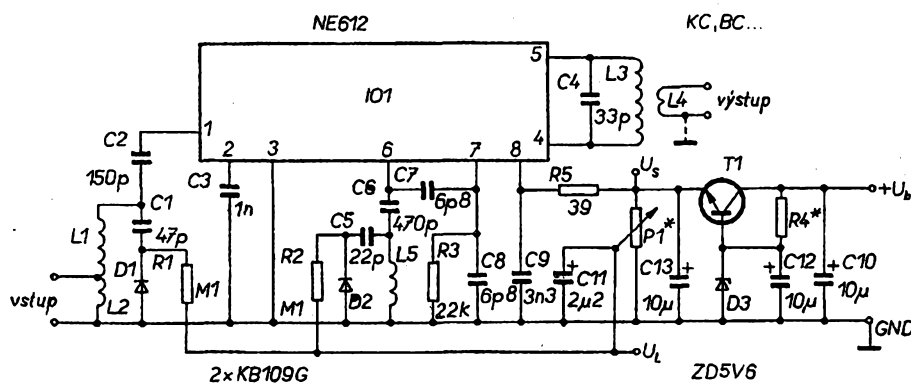 NE612
KC, BC...
IO1
1
2
3
6
7
8
5
4
C2
150p
C3
1n
C1
47p
L1
L2
D1
R1
M1
vstup
C6
470p
C7
6p8
C5
22p
R2
M1
D2
L5
R3
22k
C8
6p8
C9
3n3
R5
39
C4
33p
L3
L4
výstup
Us
P1*
C11
+
2μ2
C13
+
10μ
T1
R4*
D3
C12
+
10μ
C10
+
10μ
+Ub
GND
UL
2×KB109G
ZD5V6